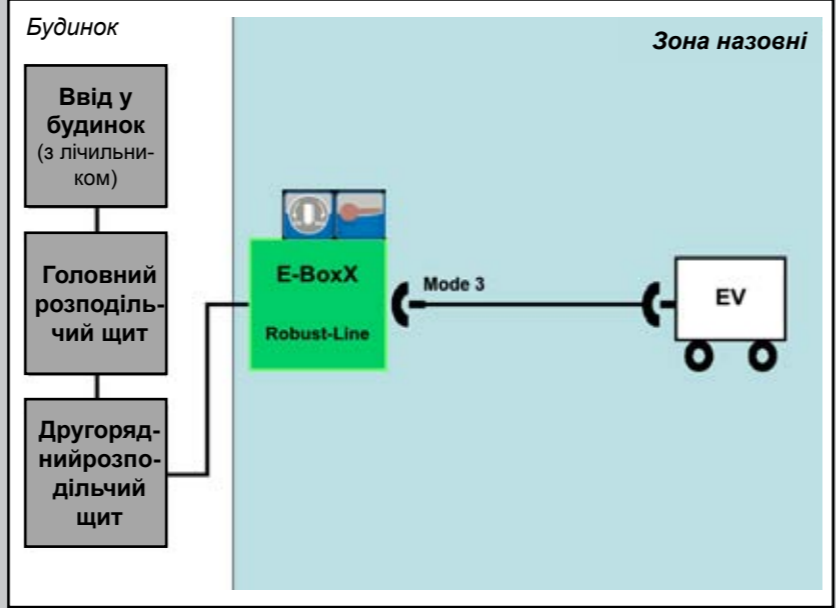 Будинок
Зона назовні
Ввід у
будинок
(з лічильни-
ком)
Головний
розподіль-
чий щит
Другоряд-
нийрозпо-
дільчий
щит
E-BoxX
Robust-Line
Mode 3
EV